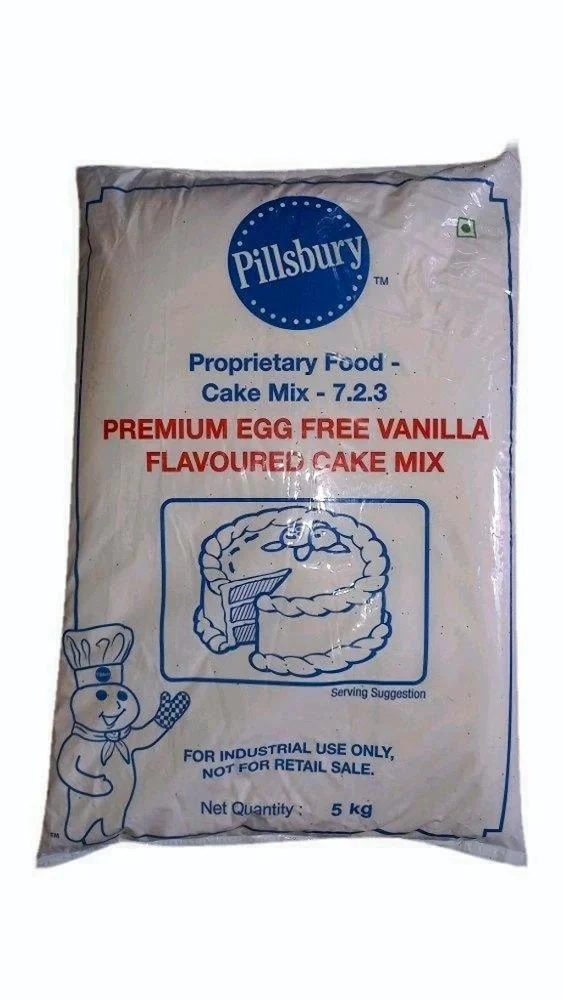 Pillsbury
TM
Proprietary Food -
Cake Mix - 7.2.3
PREMIUM EGG FREE VANILLA
FLAVOURED CAKE MIX
Serving Suggestion
FOR INDUSTRIAL USE ONLY,
NOT FOR RETAIL SALE.
Net Quantity : 5 kg
TM